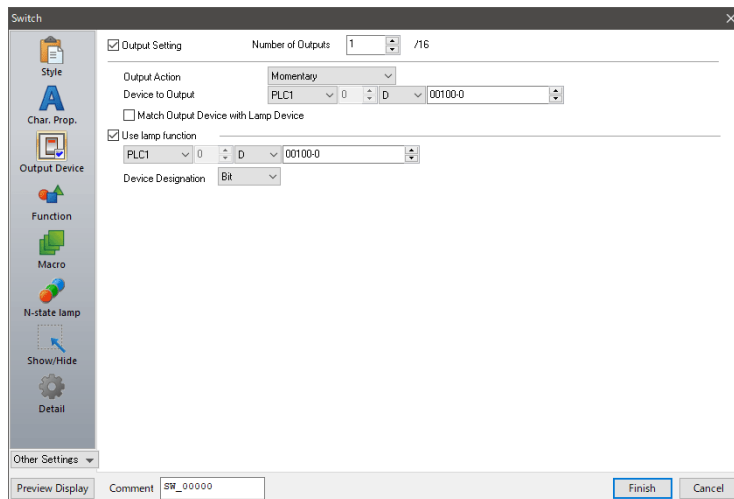 Switch
Style
Char. Prop.
Output Device
Function
Macro
N-state lamp
Show/Hide
Detail
Other Settings
Output Setting Number of Outputs 1 /16
Output Action Momentary
Device to Output PLC1 0 D 00100-0
Match Output Device with Lamp Device
Use lamp function
PLC1 0 D 00100-0
Device Designation Bit
Preview Display Comment SW_00000 Finish Cancel